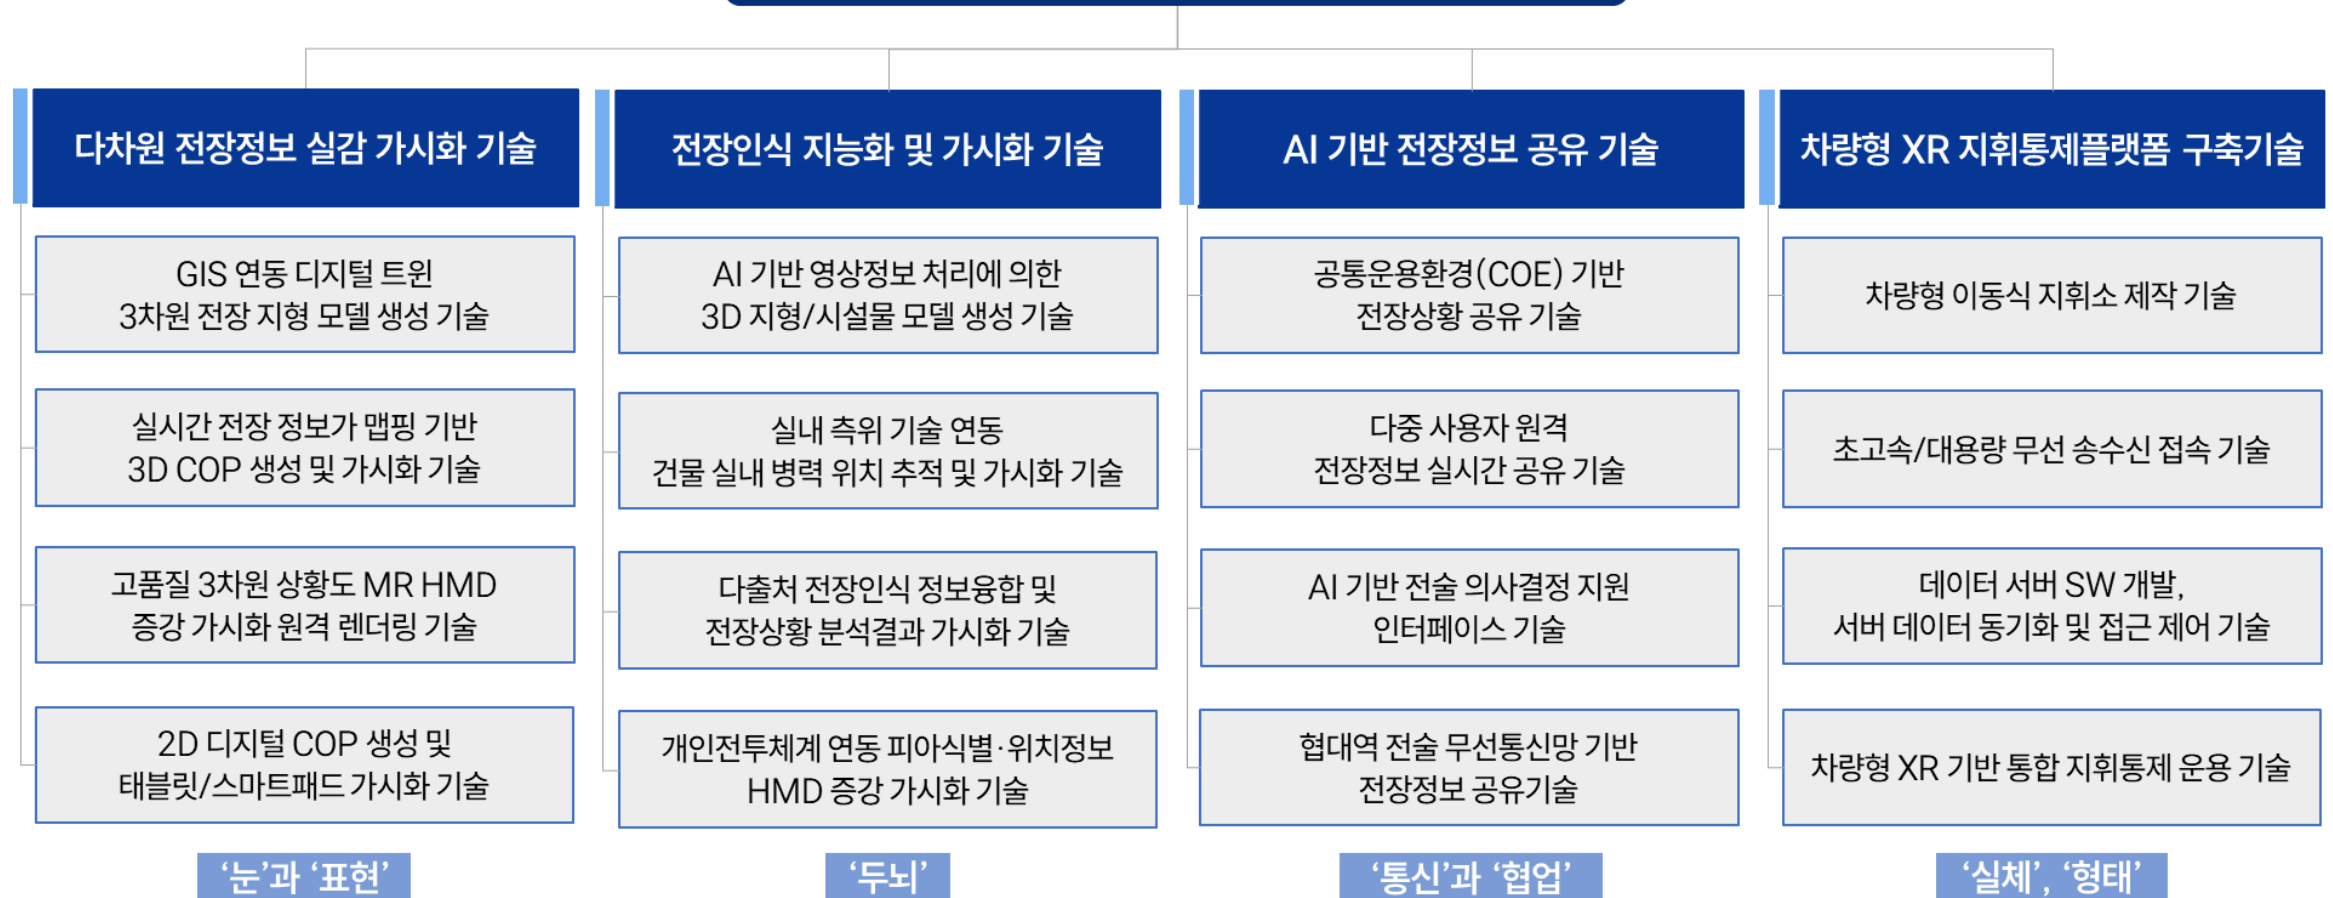 다차원 전장정보 실감 가시화 기술
GIS 연동 디지털 트윈
3차원 전장 지형 모델 생성 기술
실시간 전장 정보가 맵핑 기반
3D COP 생성 및 가시화 기술
고품질 3차원 상황도 MR HMD
증강 가시화 원격 렌더링 기술
2D 디지털 COP 생성 및
태블릿/스마트패드 가시화 기술
‘눈’과 ‘표현’
전장인식 지능화 및 가시화 기술
AI 기반 영상정보 처리에 의한
3D 지형/시설물 모델 생성 기술
실내 측위 기술 연동
건물 실내 병력 위치 추적 및 가시화 기술
다출처 전장인식 정보융합 및
전장상황 분석결과 가시화 기술
개인전투체계 연동 피아식별·위치정보
HMD 증강 가시화 기술
‘두뇌’
AI 기반 전장정보 공유 기술
공통운용환경(COE) 기반
전장상황 공유 기술
다중 사용자 원격
전장정보 실시간 공유 기술
AI 기반 전술 의사결정 지원
인터페이스 기술
협대역 전술 무선통신망 기반
전장정보 공유기술
‘통신’과 ‘협업’
차량형 XR 지휘통제플랫폼 구축기술
차량형 이동식 지휘소 제작 기술
초고속/대용량 무선 송수신 접속 기술
데이터 서버 SW 개발,
서버 데이터 동기화 및 접근 제어 기술
차량형 XR 기반 통합 지휘통제 운용 기술
‘실체’, ‘형태’